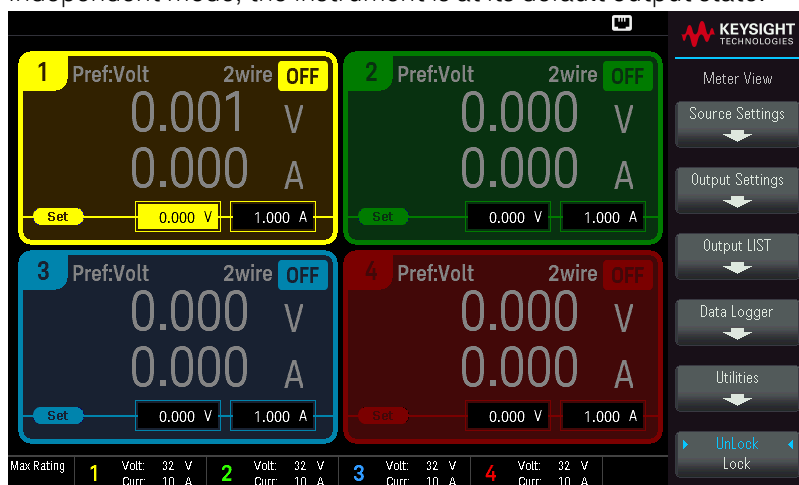 independent mode, the instrument is at its default output state.
KEYSIGHT
TECHNOLOGIES
Meter View
1 Pref:Volt 2wire OFF
0.001 V
0.000 A
Set 0.000 V 1.000 A
2 Pref:Volt 2wire OFF
0.000 V
0.000 A
Set 0.000 V 1.000 A
3 Pref:Volt 2wire OFF
0.000 V
0.000 A
Set 0.000 V 1.000 A
4 Pref:Volt 2wire OFF
0.000 V
0.000 A
Set 0.000 V 1.000 A
Source Settings
Output Settings
Output LIST
Data Logger
Utilities
UnLock
Lock
Max Rating
1 Volt: 32 V
Curr: 10 A
2 Volt: 32 V
Curr: 10 A
3 Volt: 32 V
Curr: 10 A
4 Volt: 32 V
Curr: 10 A